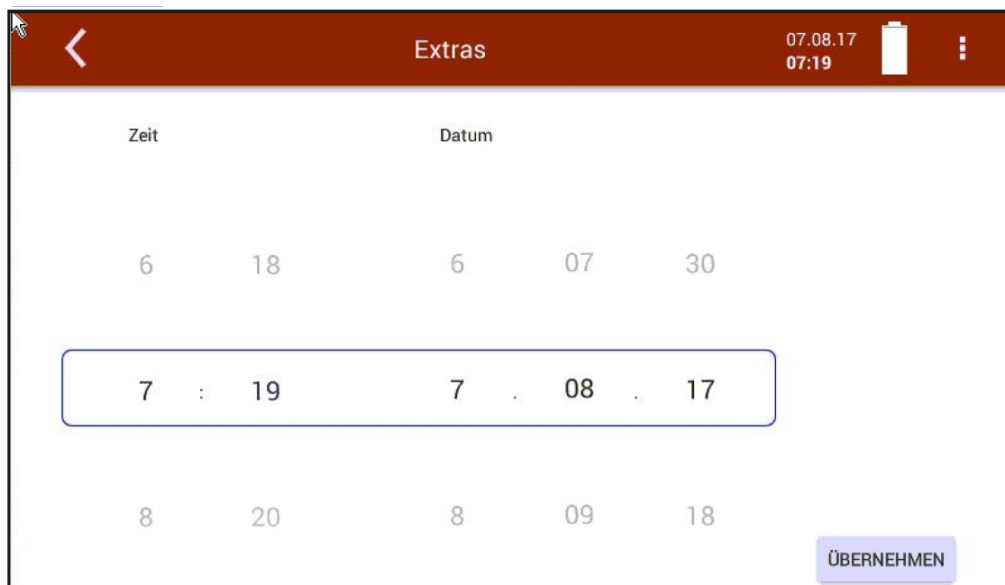 Extras
07.08.17
07:19
Zeit Datum
6 18 6 07 30
7 : 19 7 . 08 . 17
8 20 8 09 18
ÜBERNEHMEN